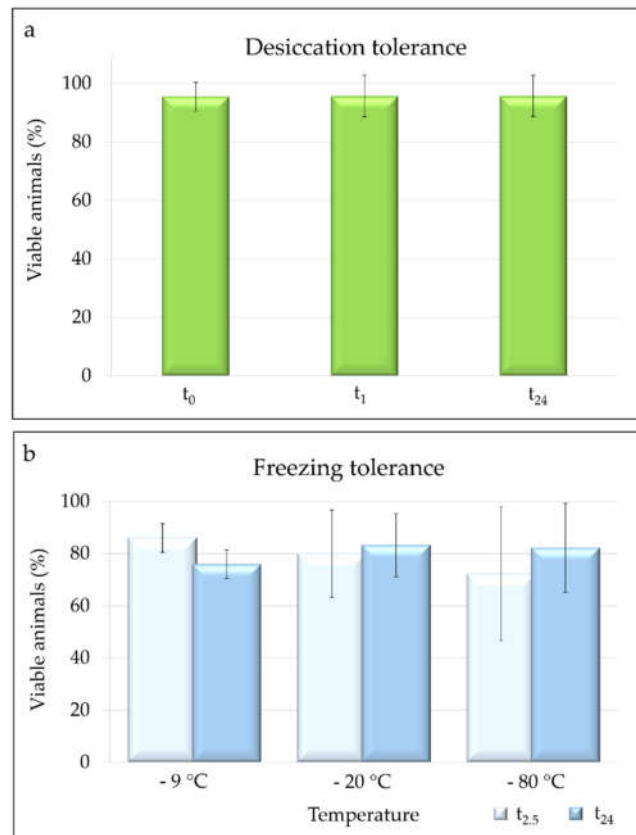 a
Desiccation tolerance
Viable animals (%)
100
80
60
40
20
0
t₀ t₁ t₂₄
b
Freezing tolerance
Viable animals (%)
100
80
60
40
20
0
- 9 °C - 20 °C - 80 °C
Temperature
t₂.₅ t₂₄